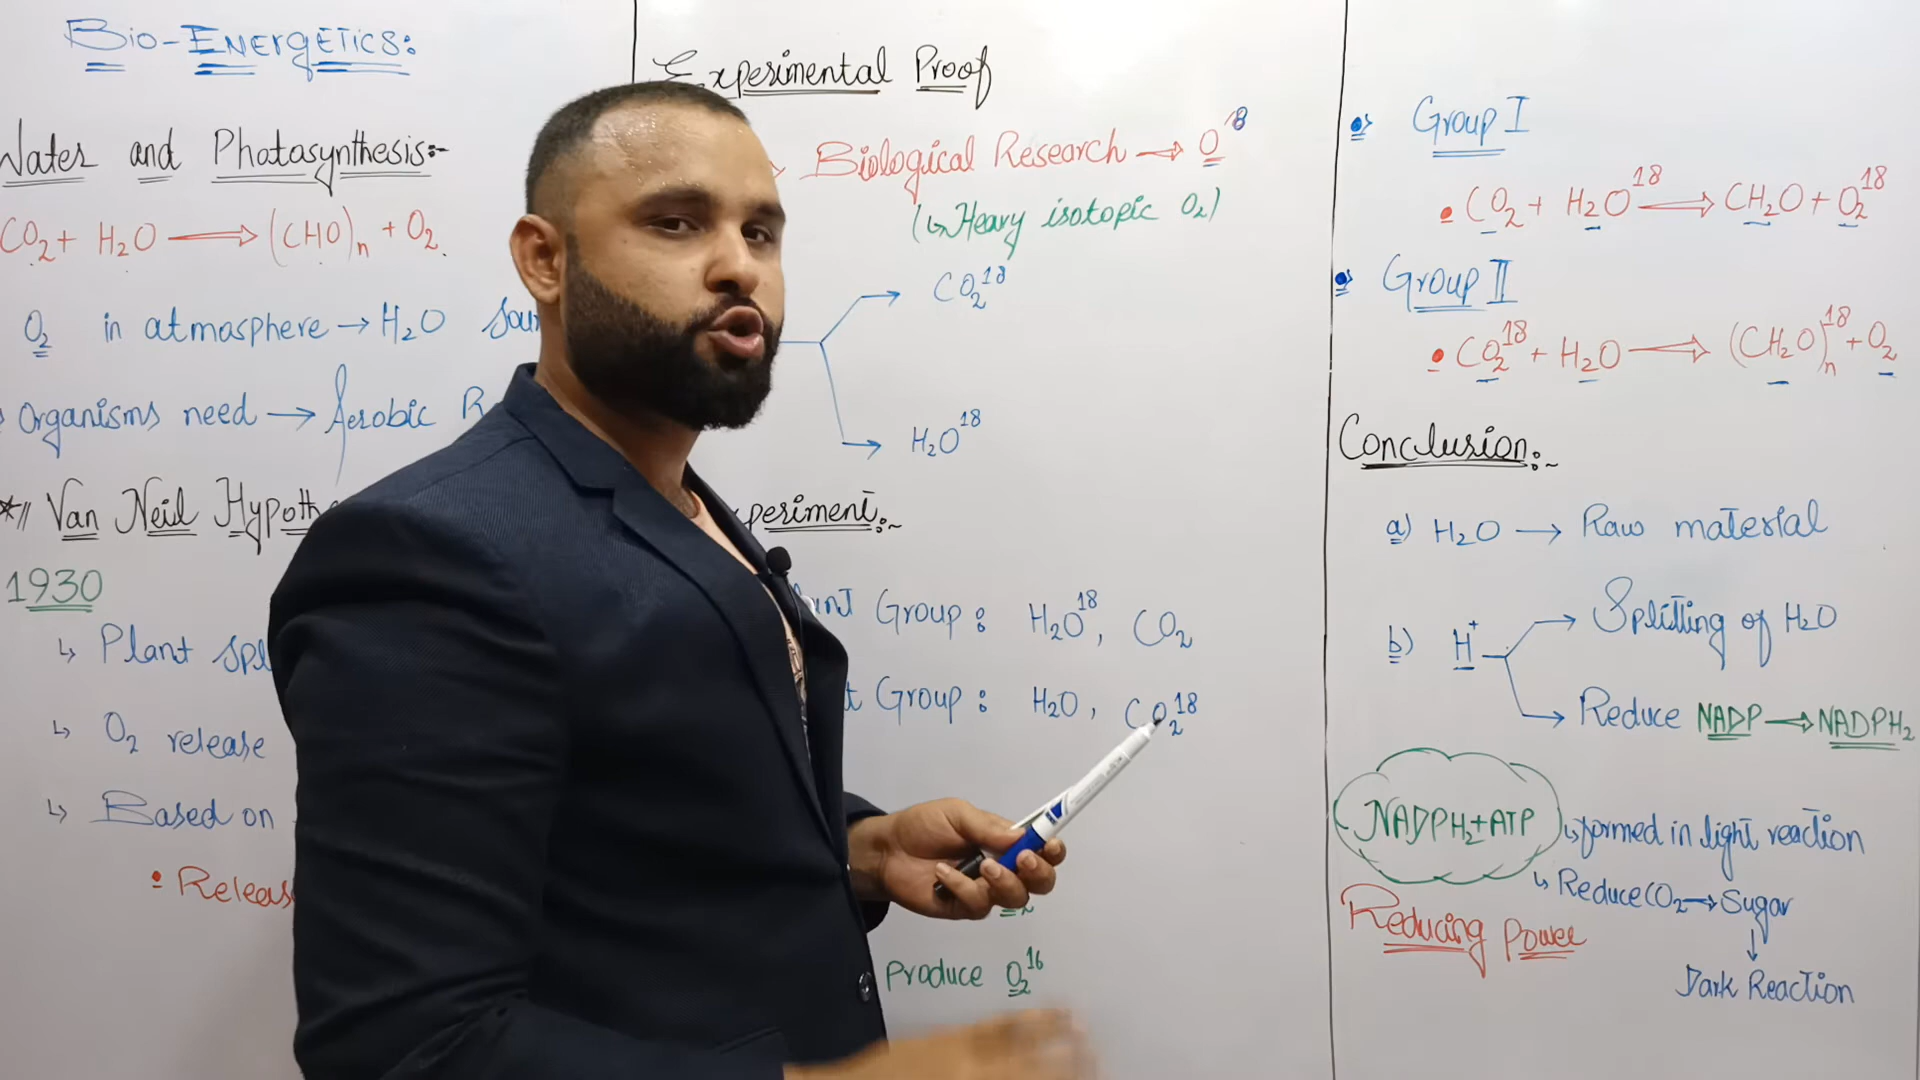 Bio-ENERgETICS:
Water and Photosynthesis:-
CO₂ + H₂O ⟶ (CHO)n + O₂
O₂ in atmosphere → H₂O
Organisms need → Aerobic R
*// Van Neil Hypoth
1930
↳ Plant spl
↳ O₂ release
↳ Based on
• Releas
Experimental Proof
Biological Research → O¹⁸
(↳ Heavy isotopic O₂)
CO₂¹⁸
H₂O¹⁸
periment:~
Group : H₂O¹⁸, CO₂
t Group : H₂O, CO₂¹⁸
Produce O₂¹⁶
Group I
• CO₂ + H₂O¹⁸ ⟶ CH₂O + O₂¹⁸
Group II
• CO₂¹⁸ + H₂O ⟶ (CH₂O)n¹⁸ + O₂
Conclusion:~
a) H₂O → Raw material
b) H⁺
Splitting of H₂O
Reduce NADP → NADPH₂
NADPH₂+ATP ↳ formed in light reaction
↳ Reduce CO₂ → Sugar
Reducing Power
↓
Dark Reaction